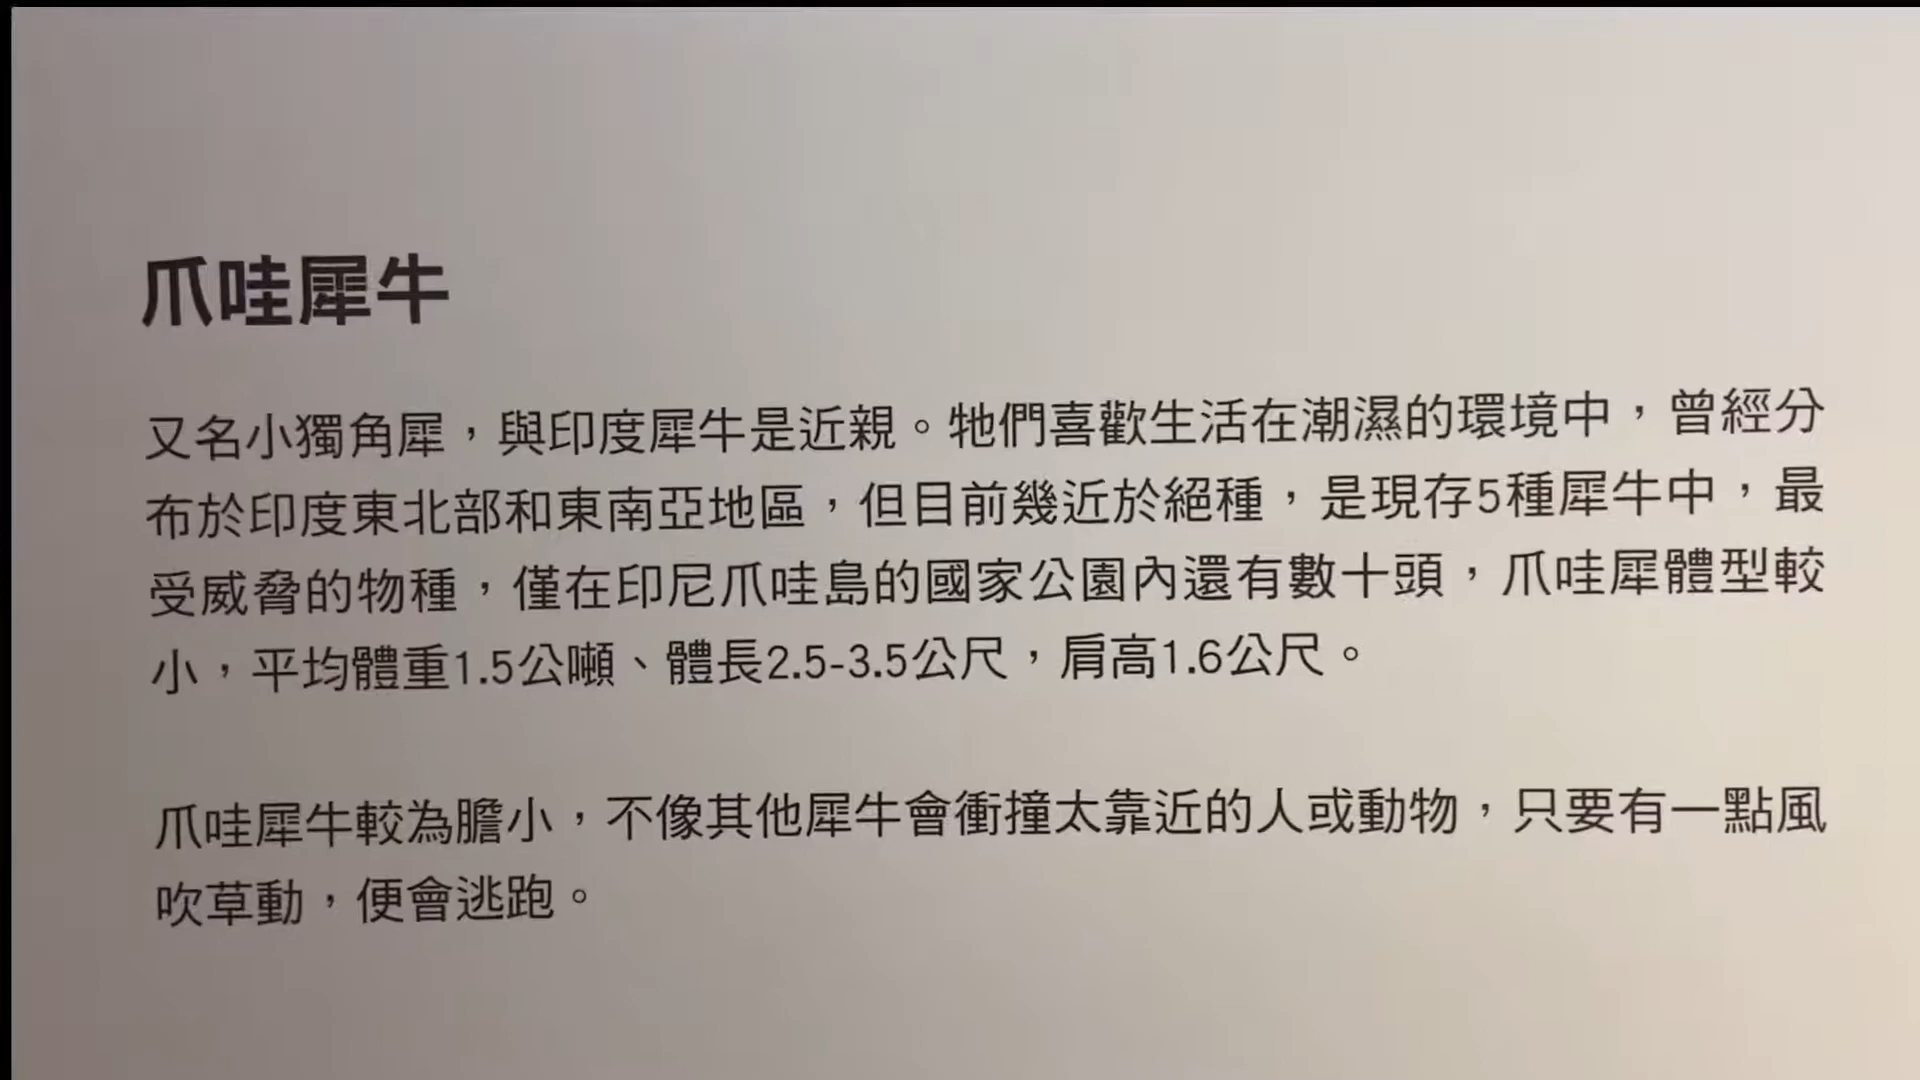 爪哇犀牛
又名小獨角犀，與印度犀牛是近親。牠們喜歡生活在潮濕的環境中，曾經分
布於印度東北部和東南亞地區，但目前幾近於絕種，是現存5種犀牛中，最
受威脅的物種，僅在印尼爪哇島的國家公園內還有數十頭，爪哇犀體型較
小，平均體重1.5公噸、體長2.5-3.5公尺，肩高1.6公尺。
爪哇犀牛較為膽小，不像其他犀牛會衝撞太靠近的人或動物，只要有一點風
吹草動，便會逃跑。